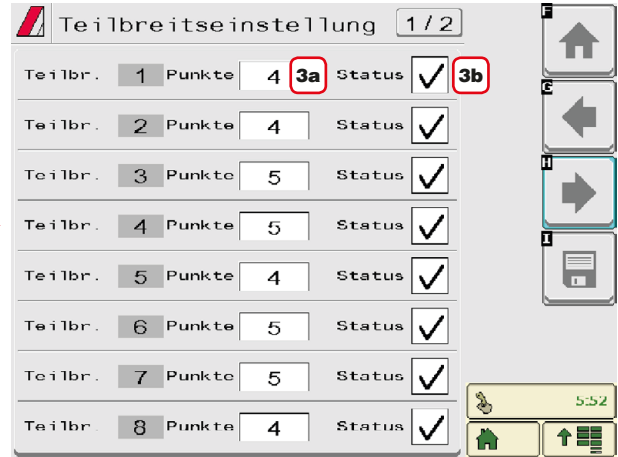 Teilbreitseinstellung 1/2
Teilbr. 1 Punkte 4 3a Status 3b
Teilbr. 2 Punkte 4 Status
Teilbr. 3 Punkte 5 Status
Teilbr. 4 Punkte 5 Status
Teilbr. 5 Punkte 4 Status
Teilbr. 6 Punkte 5 Status
Teilbr. 7 Punkte 5 Status
Teilbr. 8 Punkte 4 Status
F
G
H
I
5:52